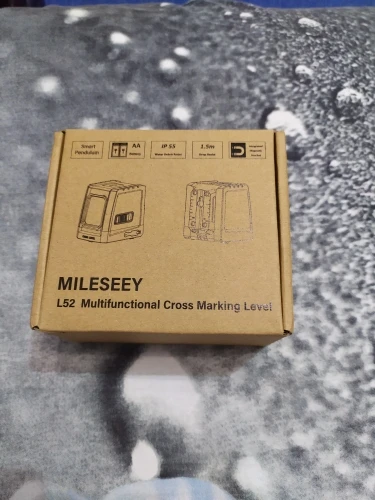 Smart
Pendulum
AA
IP 55
1.5m
MILESEEY
L52 Multifunctional Cross Marking Level